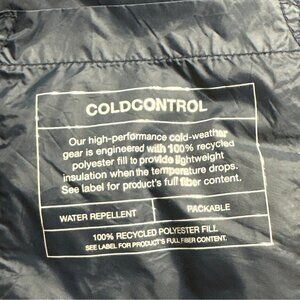 COLDCONTROL
Our high-performance cold-weather
gear is engineered with 100% recycled
polyester fill to provide lightweight
insulation when the temperature drops.
See label for product's full fiber content.
WATER REPELLENT
PACKABLE
100% RECYCLED POLYESTER FILL
SEE LABEL FOR PRODUCT'S FULL FIBER CONTENT.